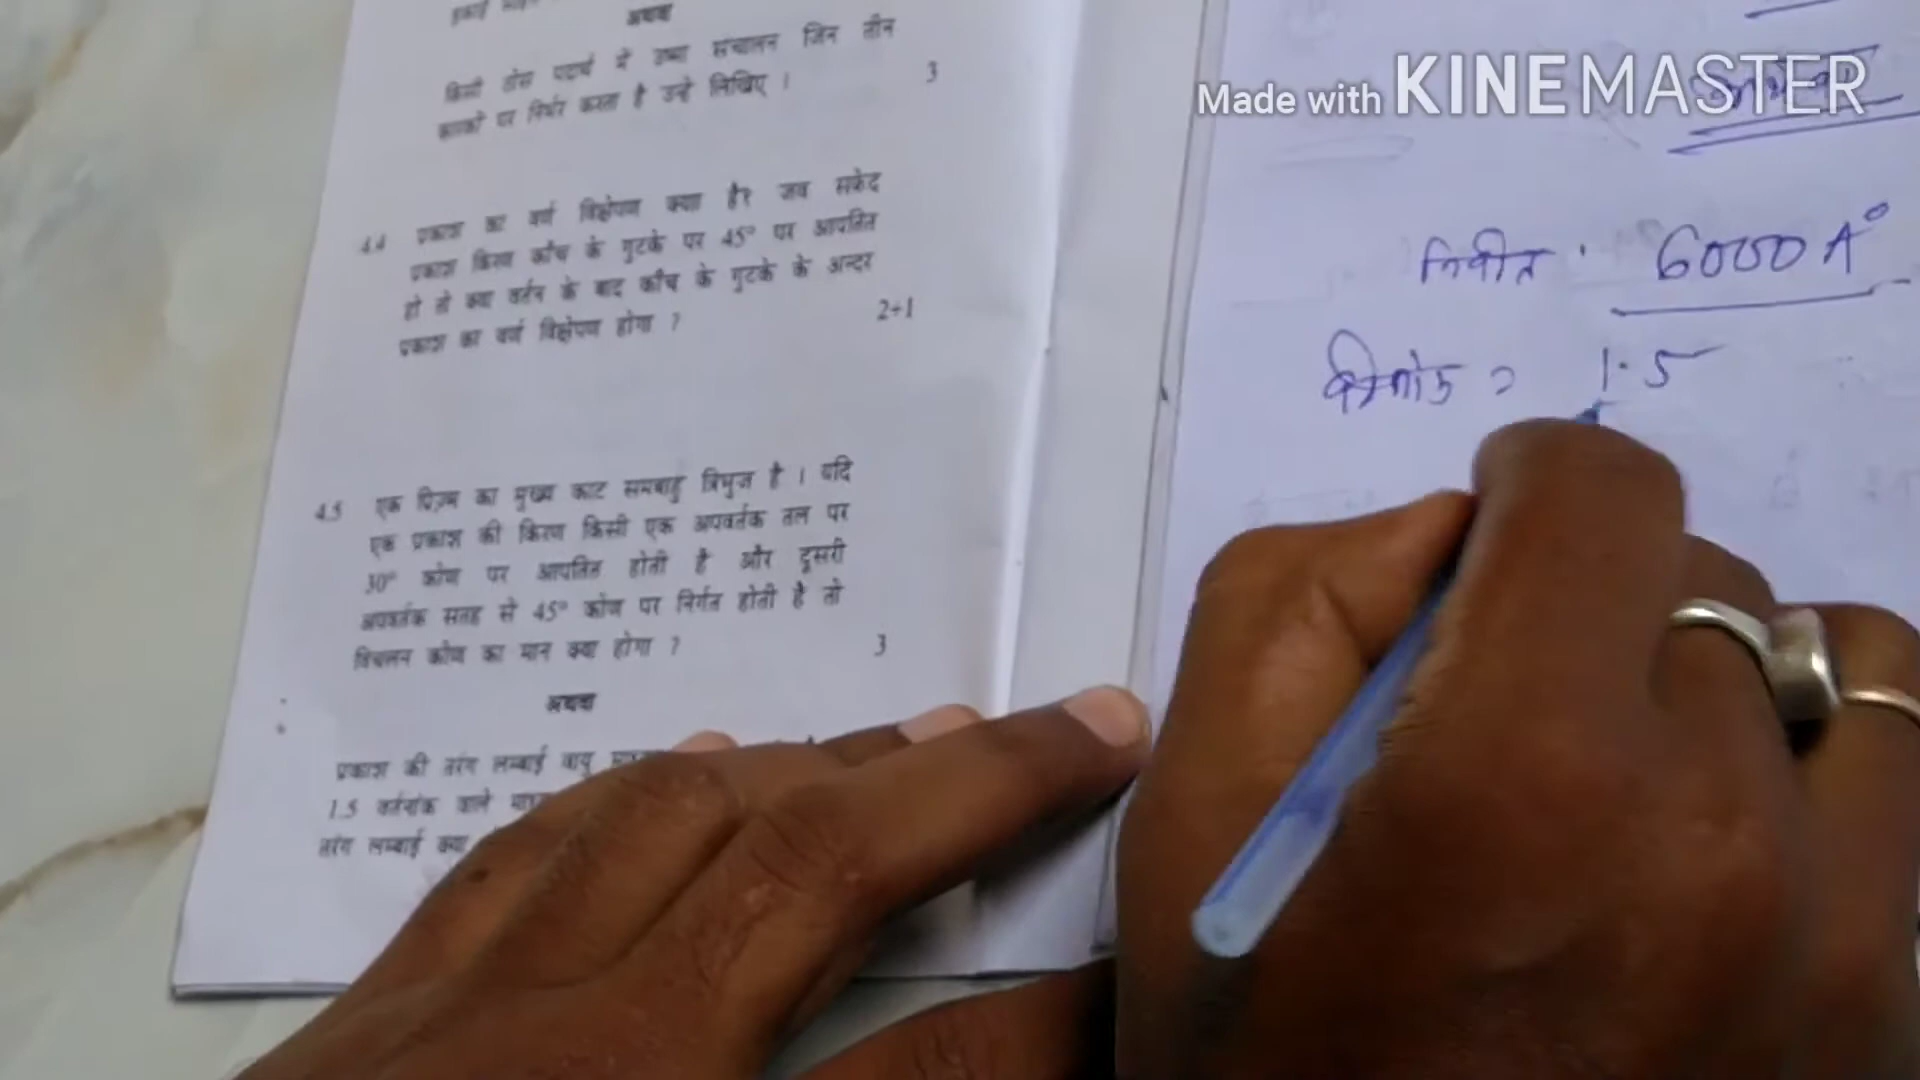 अथवा
किसी ठोस पदार्थ में उष्मा संचालन जिन तीन
कारकों पर निर्भर करता है उन्हें लिखिए । 3
4.4 प्रकाश का वर्ण विक्षेपण क्या है? जब सफेद
प्रकाश किरण काँच के गुटके पर 45° पर आपतित
हो तो क्या वर्तन के बाद काँच के गुटके के अन्दर
प्रकाश का वर्ण विक्षेपण होगा ? 2+1
4.5 एक प्रिज्म का मुख्य काट समबाहु त्रिभुज है । यदि
एक प्रकाश की किरण किसी एक अपवर्तक तल पर
30° कोण पर आपतित होती है और दूसरी
अपवर्तक सतह से 45° कोण पर निर्गत होती है तो
विचलन कोण का मान क्या होगा ? 3
अथवा
प्रकाश की तरंग लम्बाई वायु
1.5 वर्तनांक वाले
तरंग लम्बाई क्या
Made with KINEMASTER
6000 A°
1.5